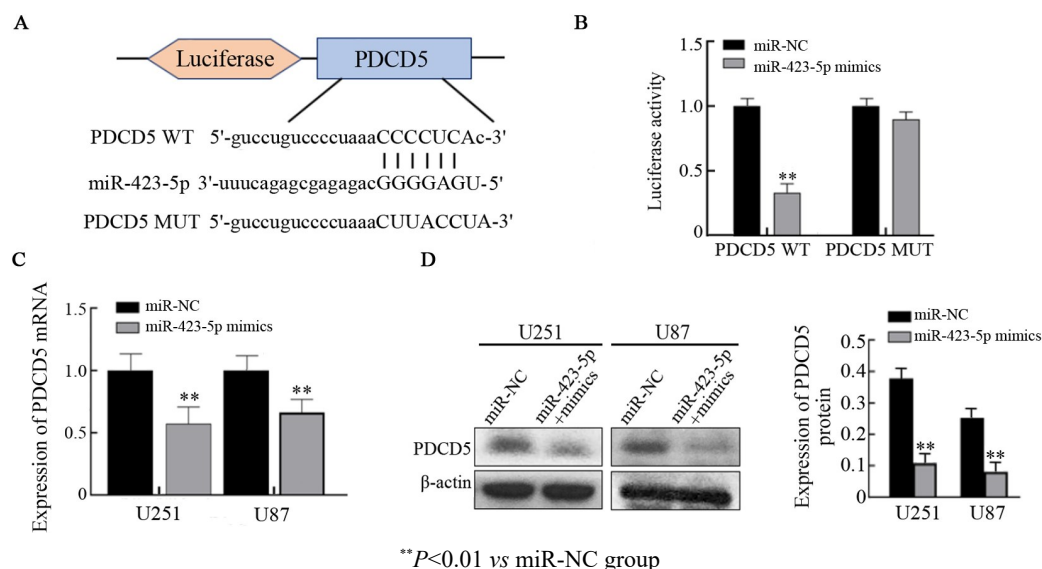 A
Luciferase
PDCD5
PDCD5 WT 5'-guccuguccccuaaaCCCCUCAc-3'
miR-423-5p 3'-uuucagagcgagagacGGGGAGU-5'
PDCD5 MUT 5'-guccuguccccuaaaCUUACCUA-3'
B
miR-NC
miR-423-5p mimics
Luciferase activity
1.5
1.0
0.5
0
**
PDCD5 WT PDCD5 MUT
C
miR-NC
miR-423-5p mimics
Expression of PDCD5 mRNA
1.5
1.0
0.5
0
**
**
U251 U87
D
U251 U87
miR-NC
miR-423-5p
+mimics
miR-NC
miR-423-5p
+mimics
PDCD5
β-actin
miR-NC
miR-423-5p mimics
Expression of PDCD5
protein
0.5
0.4
0.3
0.2
0.1
0
**
**
U251 U87
**P<0.01 vs miR-NC group